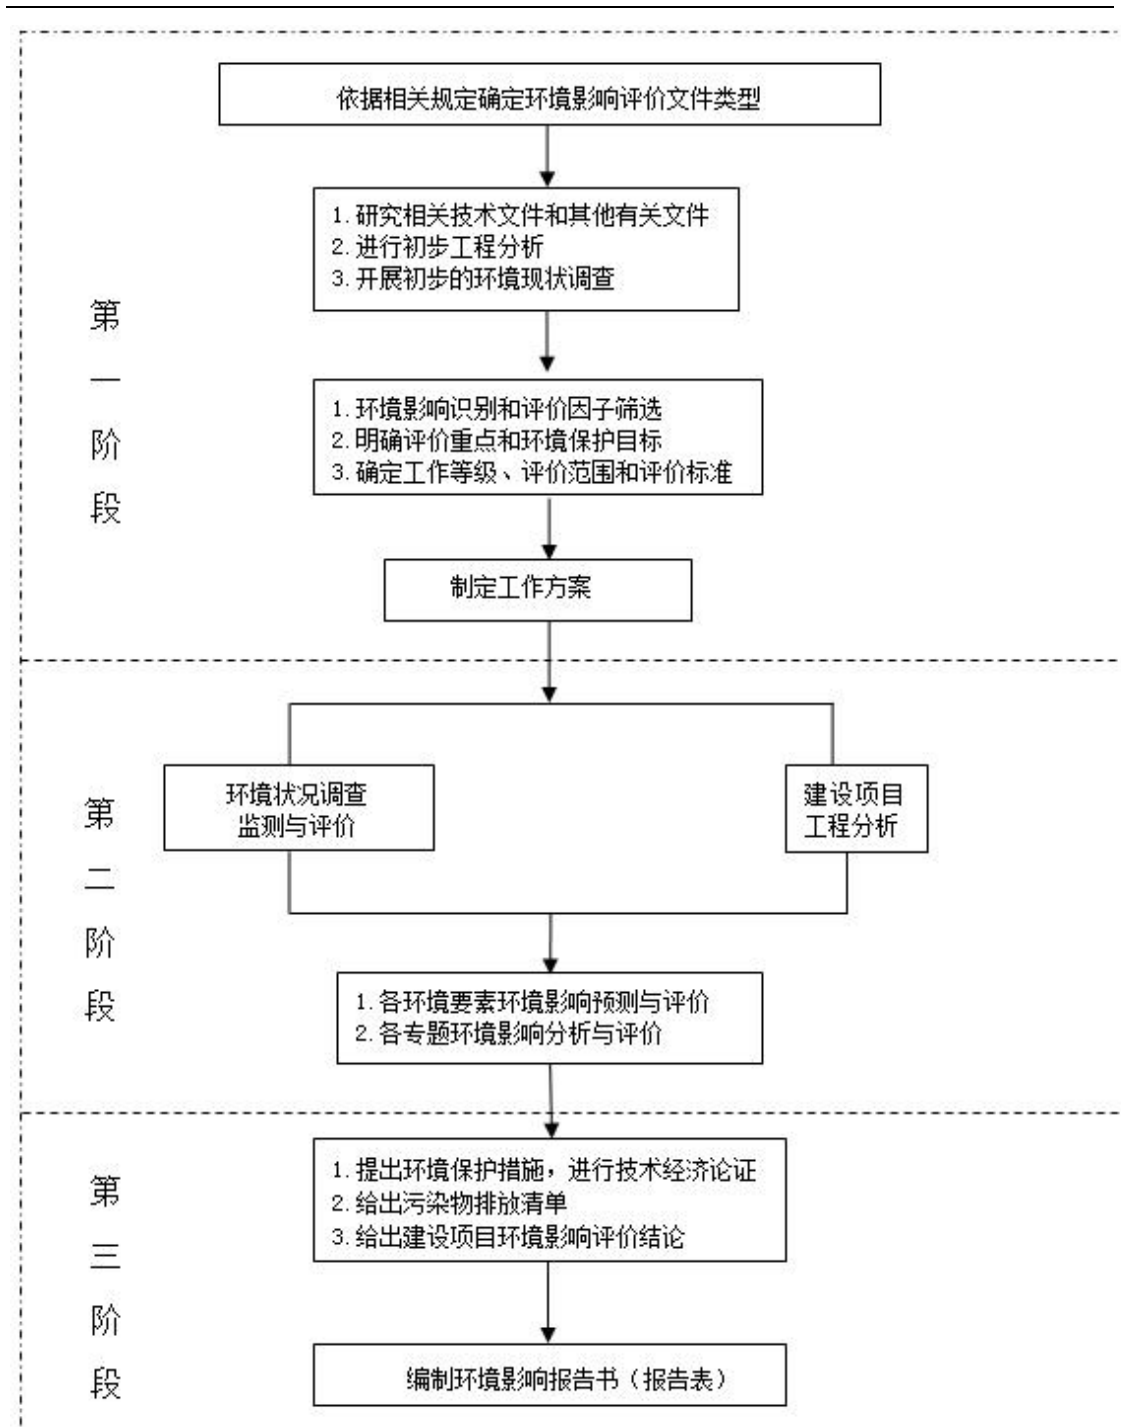 依据相关规定确定环境影响评价文件类型
1.研究相关技术文件和其他有关文件
2.进行初步工程分析
3.开展初步的环境现状调查
第
一
阶
段
1.环境影响识别和评价因子筛选
2.明确评价重点和环境保护目标
3.确定工作等级、评价范围和评价标准
制定工作方案
第
二
阶
段
环境状况调查
监测与评价
建设项目
工程分析
1.各环境要素环境影响预测与评价
2.各专题环境影响分析与评价
第
三
阶
段
1.提出环境保护措施，进行技术经济论证
2.给出污染物排放清单
3.给出建设项目环境影响评价结论
编制环境影响报告书（报告表）